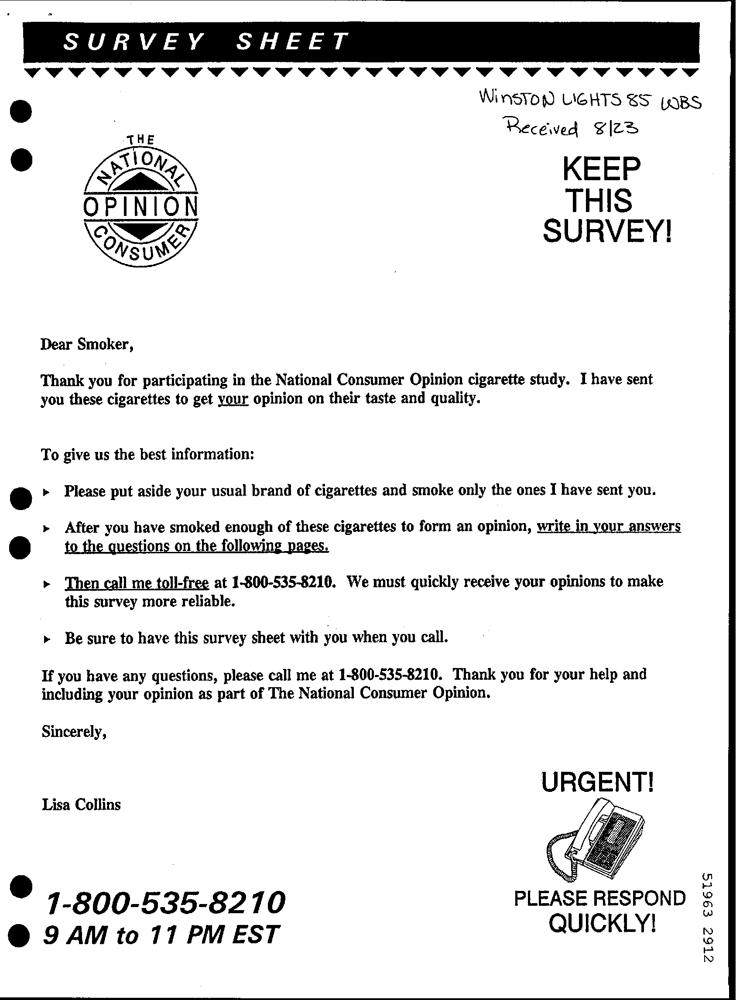 SURVEY SHEET
WINSTON LIGHTS 85 WBS
Received 8/23
THE
NATIONAL
OPINION
CONSUMER
KEEP
THIS
SURVEY!
Dear Smoker,
Thank you for participating in the National Consumer Opinion cigarette study. I have sent
you these cigarettes to get your opinion on their taste and quality.
To give us the best information:
▸ Please put aside your usual brand of cigarettes and smoke only the ones I have sent you.
▸ After you have smoked enough of these cigarettes to form an opinion, write in your answers
to the questions on the following pages.
▸ Then call me toll-free at 1-800-535-8210. We must quickly receive your opinions to make
this survey more reliable.
▸ Be sure to have this survey sheet with you when you call.
If you have any questions, please call me at 1-800-535-8210. Thank you for your help and
including your opinion as part of The National Consumer Opinion.
Sincerely,
Lisa Collins
URGENT!
PLEASE RESPOND
QUICKLY!
1-800-535-8210
9 AM to 11 PM EST
51963 2912